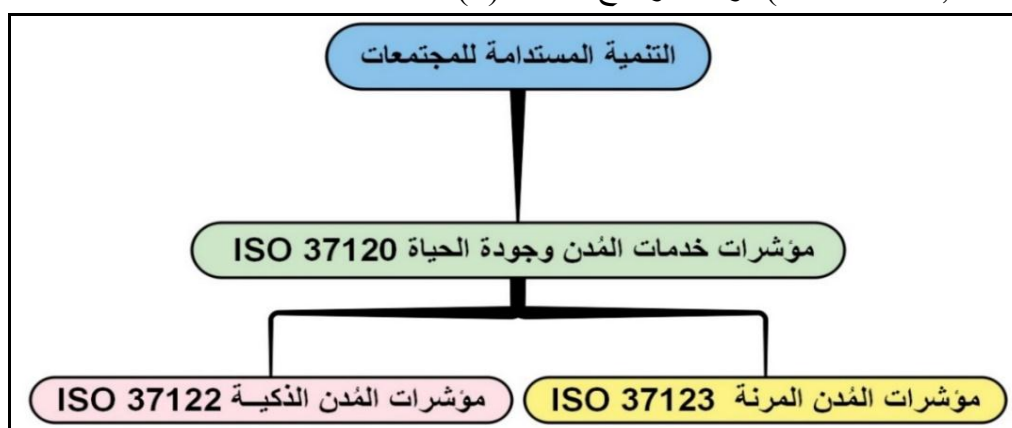 التنمية المستدامة للمجتمعات
مؤشرات خدمات المُدن وجودة الحياة ISO 37120
مؤشرات المُدن المرنة ISO 37123
مؤشرات المُدن الذكيــة ISO 37122